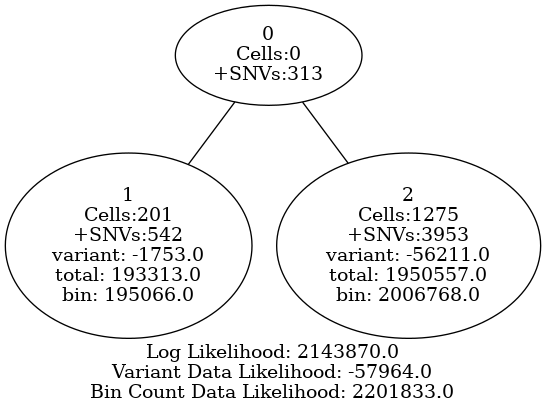 0
Cells:0
+SNVs:313
1
Cells:201
+SNVs:542
variant: -1753.0
total: 193313.0
bin: 195066.0
2
Cells:1275
+SNVs:3953
variant: -56211.0
total: 1950557.0
bin: 2006768.0
Log Likelihood: 2143870.0
Variant Data Likelihood: -57964.0
Bin Count Data Likelihood: 2201833.0